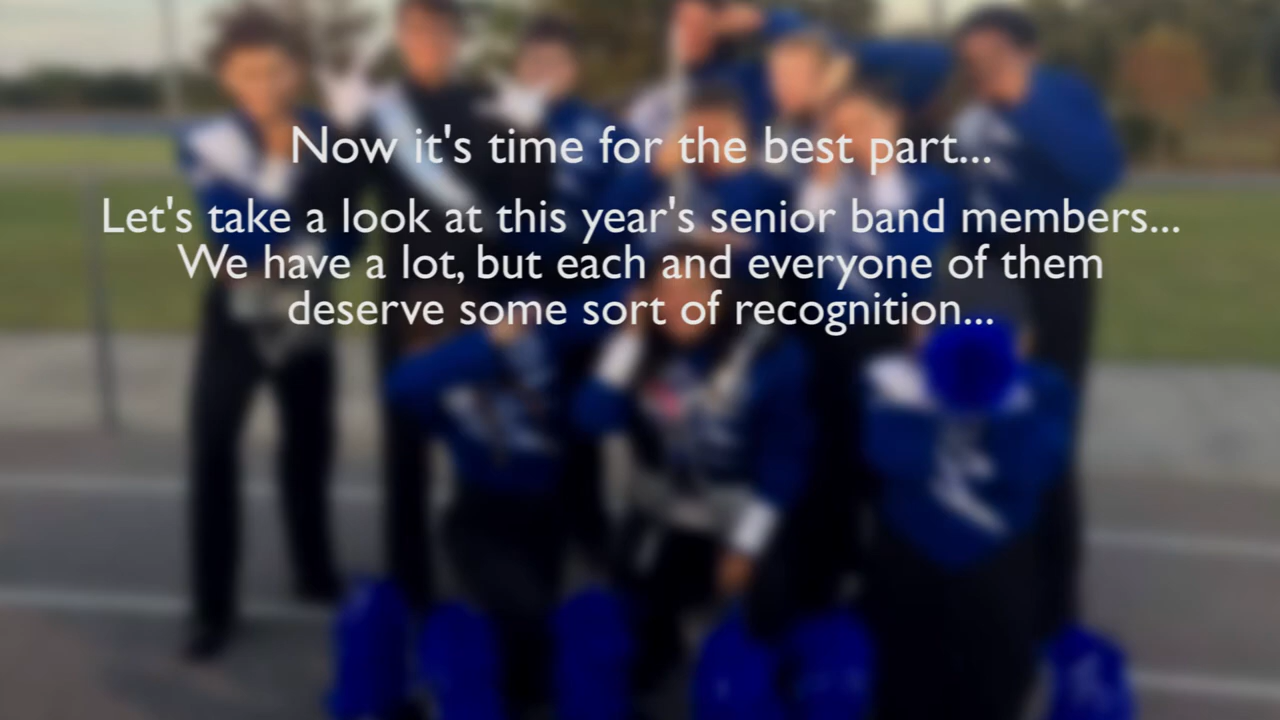 Now it's time for the best part...
Let's take a look at this year's senior band members...
We have a lot, but each and everyone of them
deserve some sort of recognition...